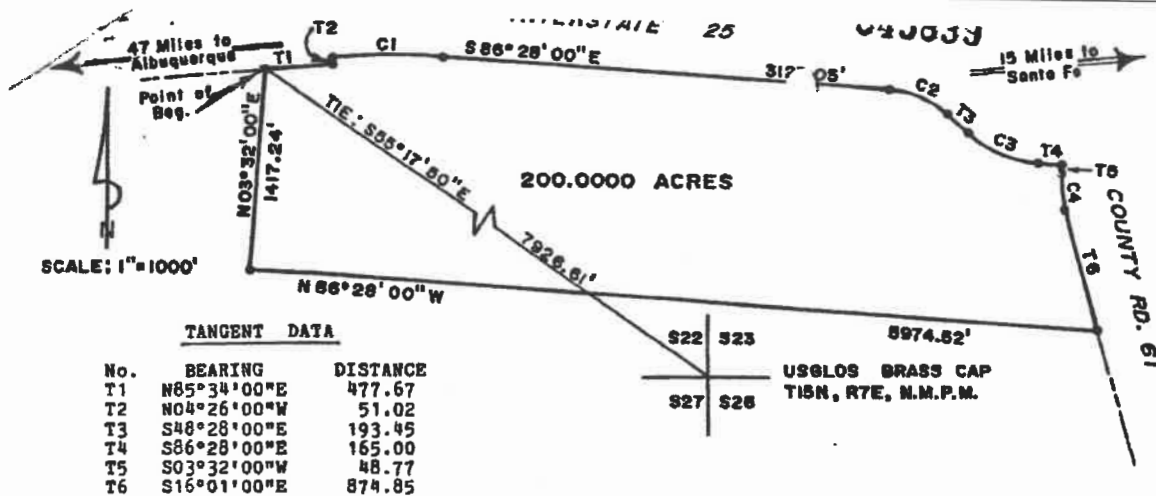 INTERSTATE 25
T2
47 Miles to
Albuquerque
T1
C1
S 86°28'00"E
15 Miles to
Santa Fe
Point of
Beg.
C2
T3
C3
T4
T5
C4
T6
COUNTY RD. 61
N03°32'00"E
1417.24'
TIE: S55°17'50"E
7926.61'
200.0000 ACRES
N
SCALE: 1"=1000'
N 86°28'00"W
5974.52'
S22 S23
S27 S26
USGLOS BRASS CAP
T15N, R7E, N.M.P.M.
TANGENT DATA
No. BEARING DISTANCE
T1 N85°34'00"E 477.67
T2 N04°26'00"W 51.02
T3 S48°28'00"E 193.45
T4 S86°28'00"E 165.00
T5 S03°32'00"W 48.77
T6 S16°01'00"E 874.85